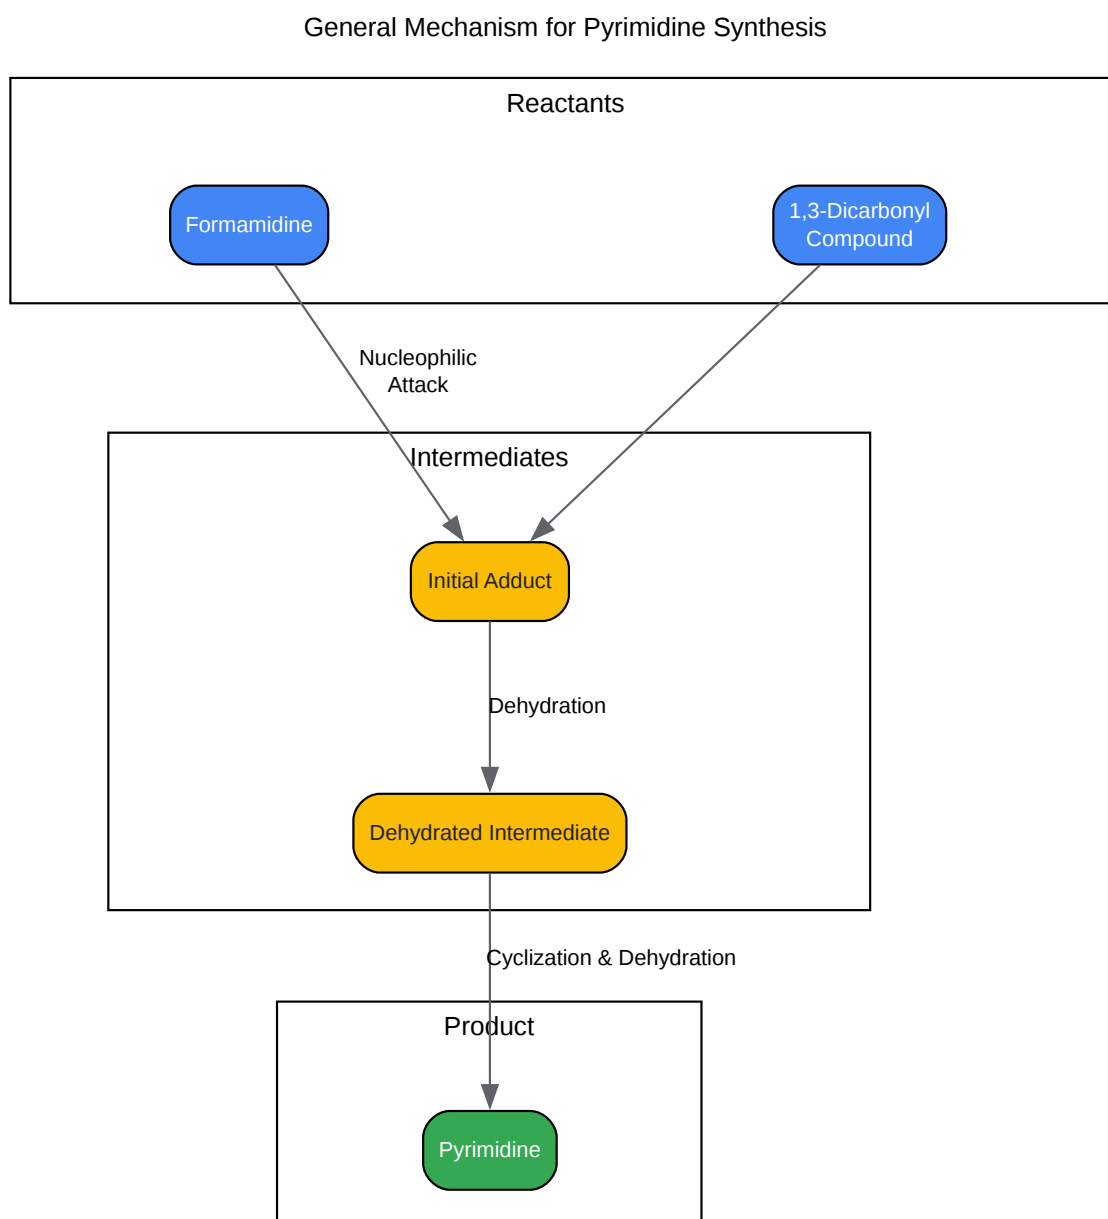 General Mechanism for Pyrimidine Synthesis
Reactants
Formamidine
1,3-Dicarbonyl
Compound
Nucleophilic
Attack
Intermediates
Initial Adduct
Dehydration
Dehydrated Intermediate
Cyclization & Dehydration
Product
Pyrimidine